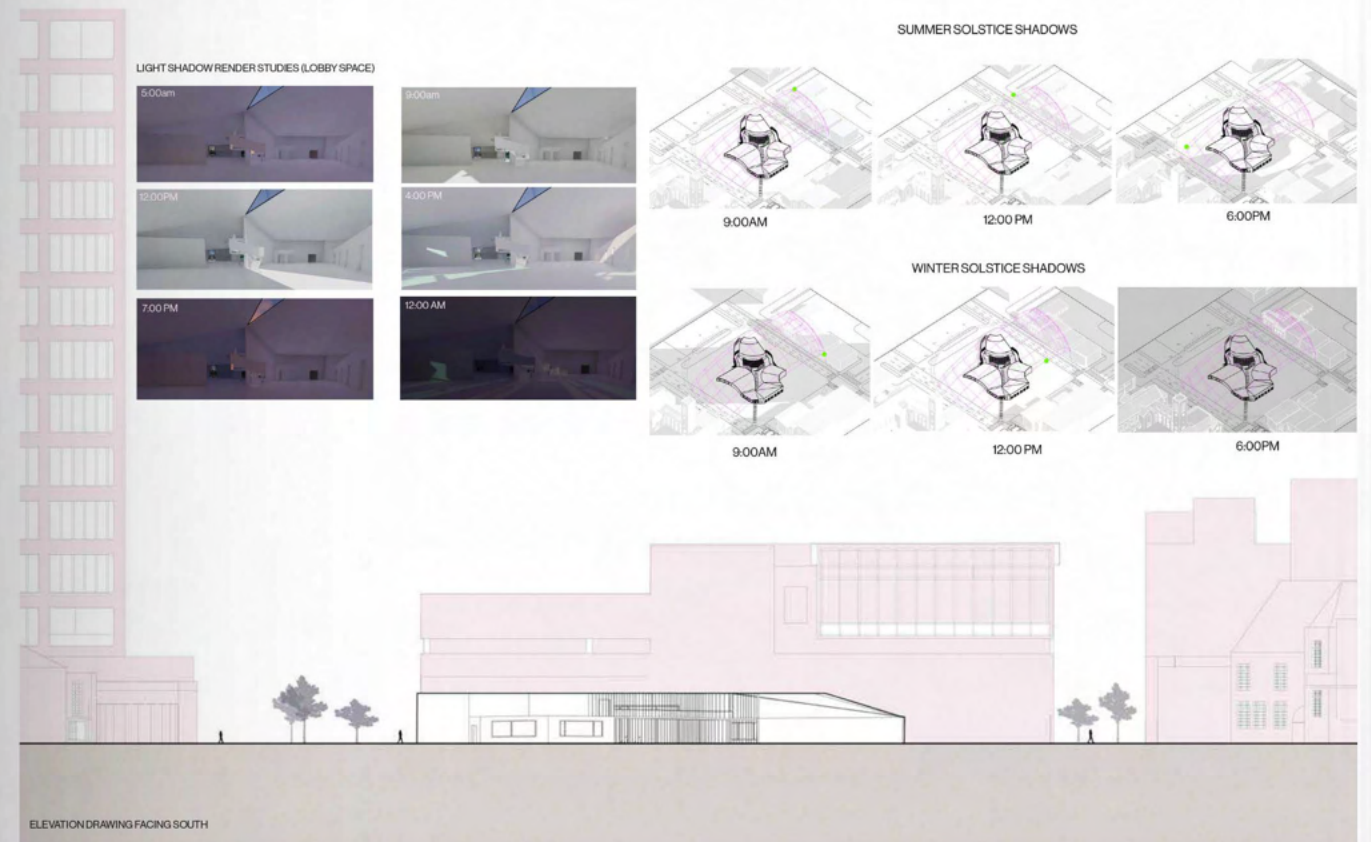 SUMMER SOLSTICE SHADOWS
LIGHT SHADOW RENDER STUDIES (LOBBY SPACE)
5:00am
9:00am
12:00PM
4:00 PM
7:00 PM
12:00 AM
9:00AM
12:00 PM
6:00PM
WINTER SOLSTICE SHADOWS
9:00AM
12:00 PM
6:00PM
ELEVATION DRAWING FACING SOUTH